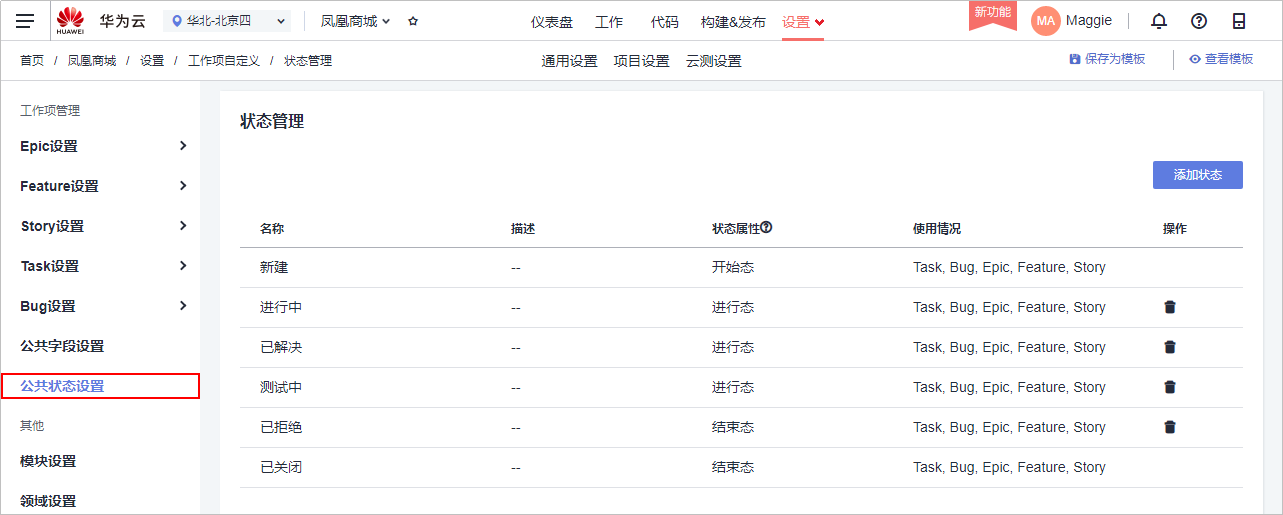 HUAWEI 华为云 华北-北京四 凤凰商城 仪表盘 工作 代码 构建&发布 设置 新功能 MA Maggie
首页 / 凤凰商城 / 设置 / 工作项自定义 / 状态管理 通用设置 项目设置 云测设置 保存为模板 查看模板
工作项管理
Epic设置
Feature设置
Story设置
Task设置
Bug设置
公共字段设置
公共状态设置
其他
模块设置
领域设置
状态管理
添加状态
名称 描述 状态属性 使用情况 操作
新建 -- 开始态 Task, Bug, Epic, Feature, Story
进行中 -- 进行态 Task, Bug, Epic, Feature, Story
已解决 -- 进行态 Task, Bug, Epic, Feature, Story
测试中 -- 进行态 Task, Bug, Epic, Feature, Story
已拒绝 -- 结束态 Task, Bug, Epic, Feature, Story
已关闭 -- 结束态 Task, Bug, Epic, Feature, Story